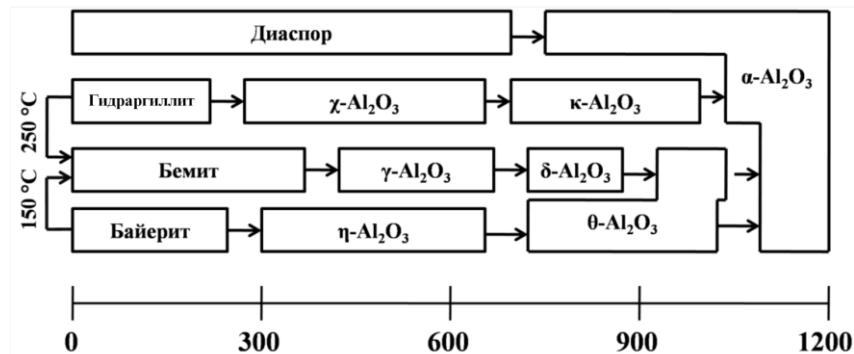 Диаспор
α-Al₂O₃
Гидраргиллит
χ-Al₂O₃
κ-Al₂O₃
250 °C
Бемит
γ-Al₂O₃
δ-Al₂O₃
150 °C
Байерит
η-Al₂O₃
θ-Al₂O₃
0 300 600 900 1200